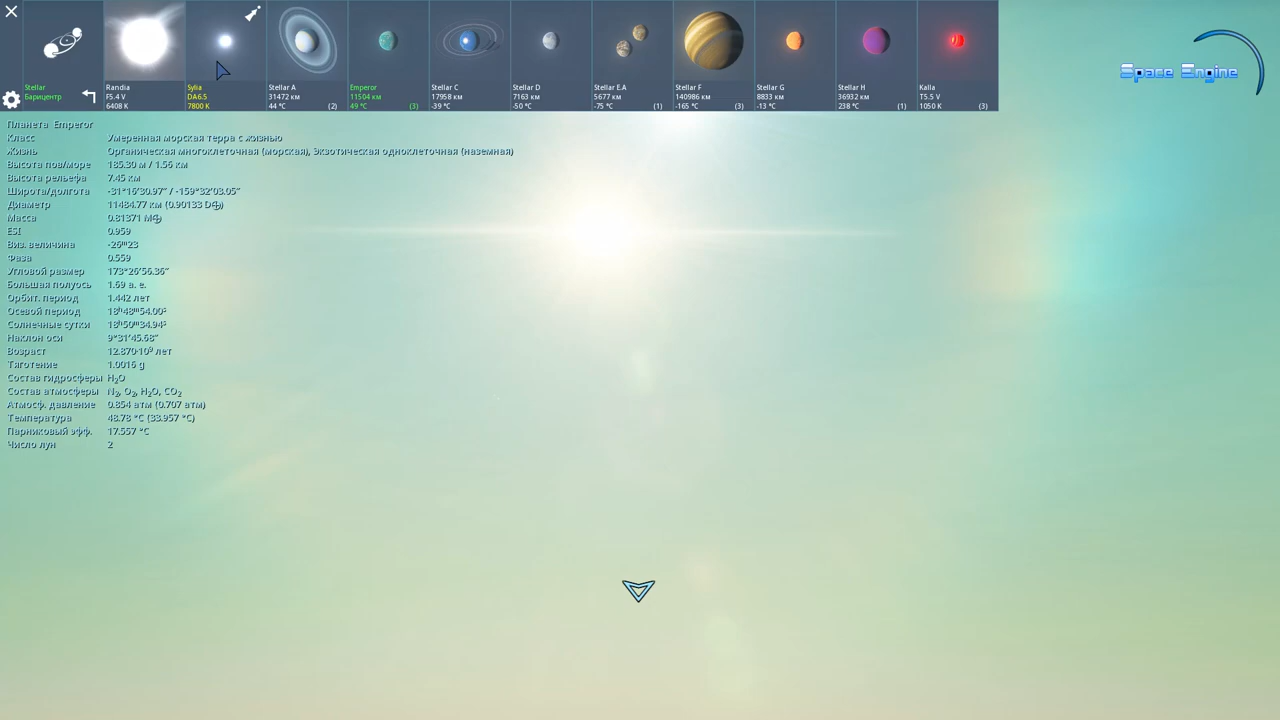 Stellar
Барицентр
Randia
F5.4 V
6408 K
Sylia
DA6.5
7800 K
Stellar A
31472 км
44 °C (2)
Emperor
11504 км
49 °C (3)
Stellar C
17958 км
-39 °C
Stellar D
7163 км
-50 °C
Stellar E.A
5677 км
-75 °C (1)
Stellar F
140986 км
-165 °C (3)
Stellar G
8833 км
-13 °C
Stellar H
36932 км
238 °C (1)
Kalla
T5.5 V
1050 K (3)
Space Engine
Планета Emperor
Класс Умеренная морская терра с жизнью
Жизнь Органическая многоклеточная (морская), Экзотическая одноклеточная (наземная)
Высота пов/море 185.30 м / 1.56 км
Высота рельефа 7.45 км
Широта/долгота -31°16'30.97" / -159°32'03.05"
Диаметр 11484.77 км (0.90133 D⊕)
Масса 0.81371 M⊕
ESI 0.959
Виз. величина -26ᵐ23
Фаза 0.559
Угловой размер 173°26'56.36"
Большая полуось 1.69 а. е.
Орбит. период 1.442 лет
Осевой период 18ʰ48ᵐ54.00ˢ
Солнечные сутки 18ʰ50ᵐ34.94ˢ
Наклон оси 9°31'45.68"
Возраст 12.870·10⁹ лет
Тяготение 1.0016 g
Состав гидросферы H₂O
Состав атмосферы N₂, O₂, H₂O, CO₂
Атмосф. давление 0.854 атм (0.707 атм)
Температура 48.78 °C (33.957 °C)
Парниковый эфф. 17.557 °C
Число лун 2